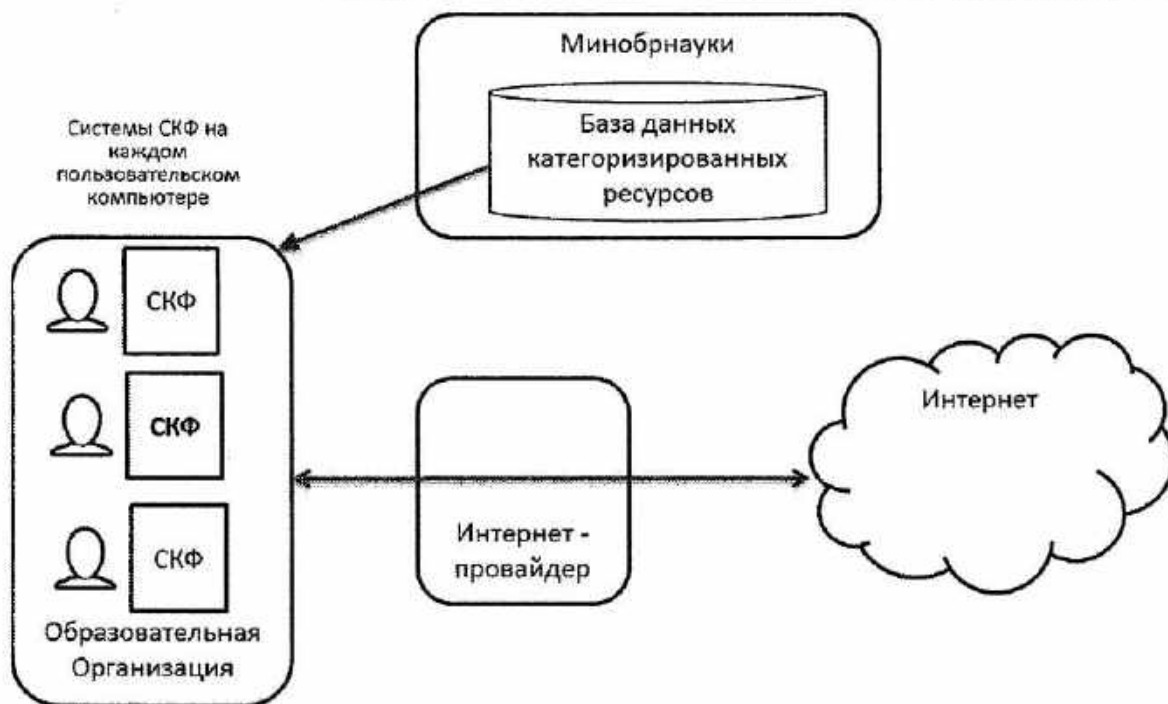 Минобрнауки
База данных
категоризированных
ресурсов
Системы СКФ на
каждом
пользовательском
компьютере
СКФ
СКФ
СКФ
Образовательная
Организация
Интернет -
провайдер
Интернет